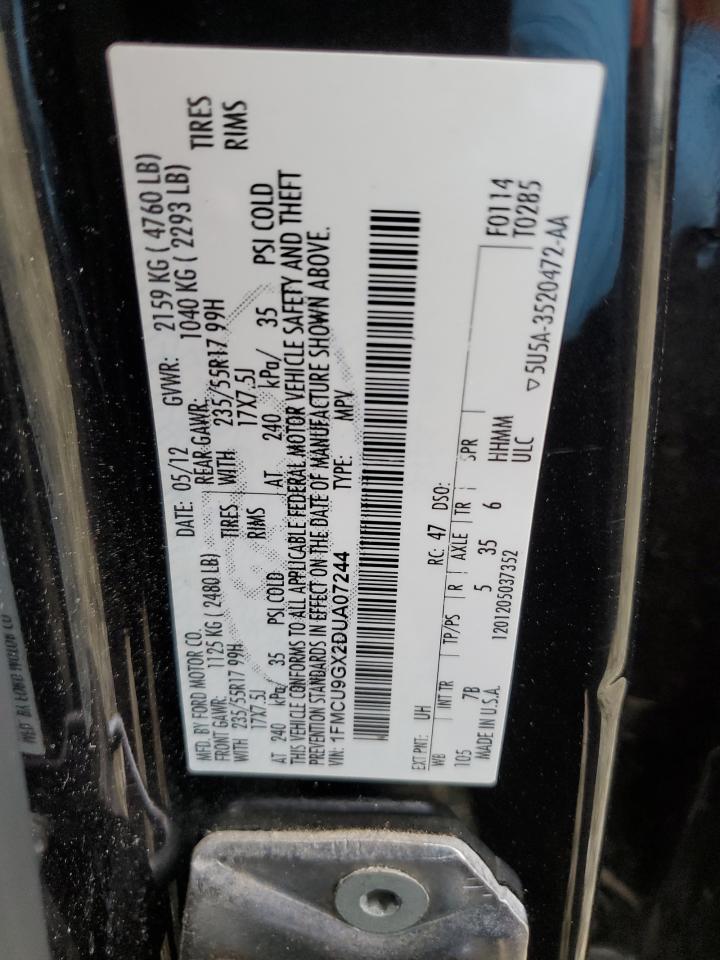 MFD. BY FORD MOTOR CO.
DATE: 05/12 GVWR: 2159 KG ( 4760 LB)
FRONT GAWR: 1125 KG ( 2480 LB) REAR GAWR: 1040 KG ( 2293 LB)
WITH 235/55R17 99H TIRES WITH 235/55R17 99H TIRES
17X7.5J RIMS 17X7.5J RIMS
AT 240 kPa/ 35 PSI COLD AT 240 kPa/ 35 PSI COLD
THIS VEHICLE CONFORMS TO ALL APPLICABLE FEDERAL MOTOR VEHICLE SAFETY AND THEFT
PREVENTION STANDARDS IN EFFECT ON THE DATE OF MANUFACTURE SHOWN ABOVE.
VIN: 1FMCU9GX2DUA07244 TYPE: MPV
EXT PNT: UH RC: 47 DSO: F0114
WB INT TR TP/PS R AXLE TR SPR T0285
105 7B 5 35 6 HHMM
MADE IN U.S.A. 1201205037352 ULC
▽5U5A-3520472-AA